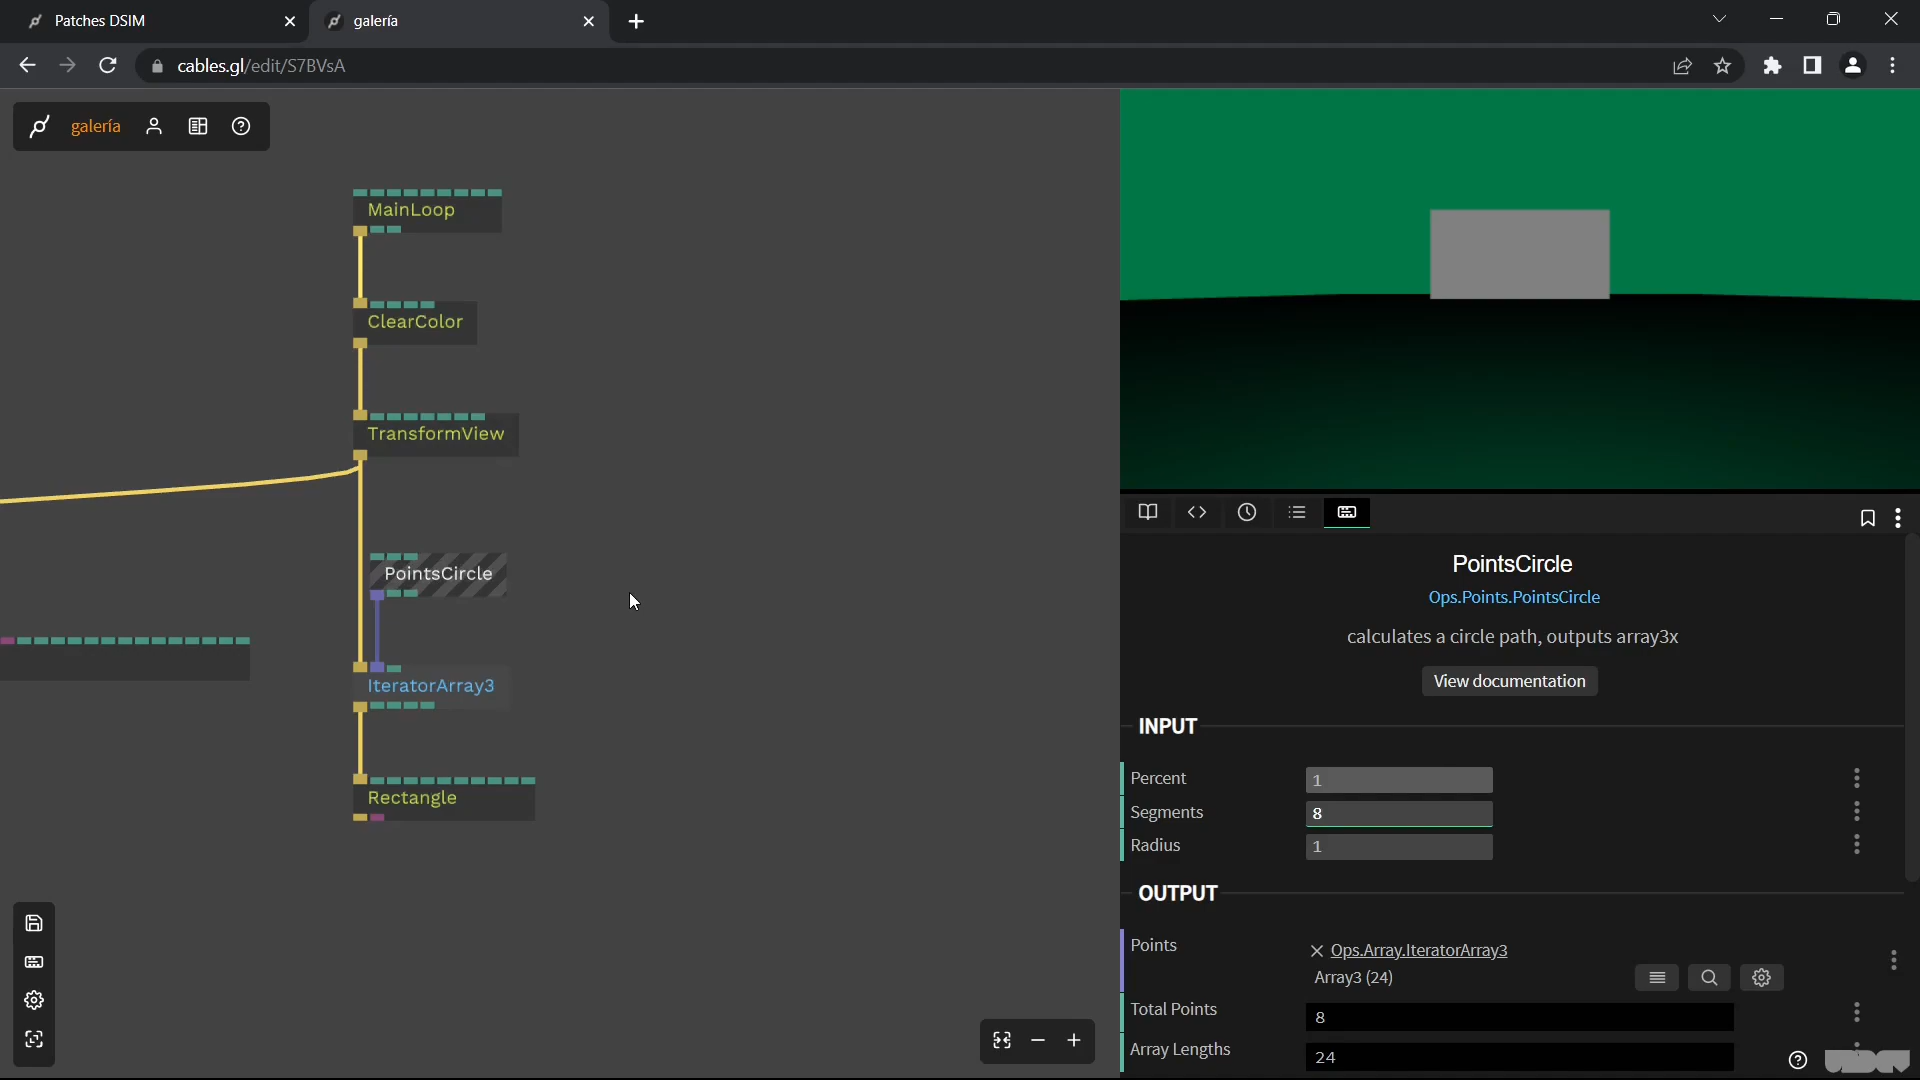 Patches DSIM
galería
cables.gl/edit/S7BVsA
galería
MainLoop
ClearColor
TransformView
PointsCircle
IteratorArray3
Rectangle
PointsCircle
Ops.Points.PointsCircle
calculates a circle path, outputs array3x
View documentation
INPUT
Percent 1
Segments 8
Radius 1
OUTPUT
Points Ops.Array.IteratorArray3
Array3 (24)
Total Points 8
Array Lengths 24